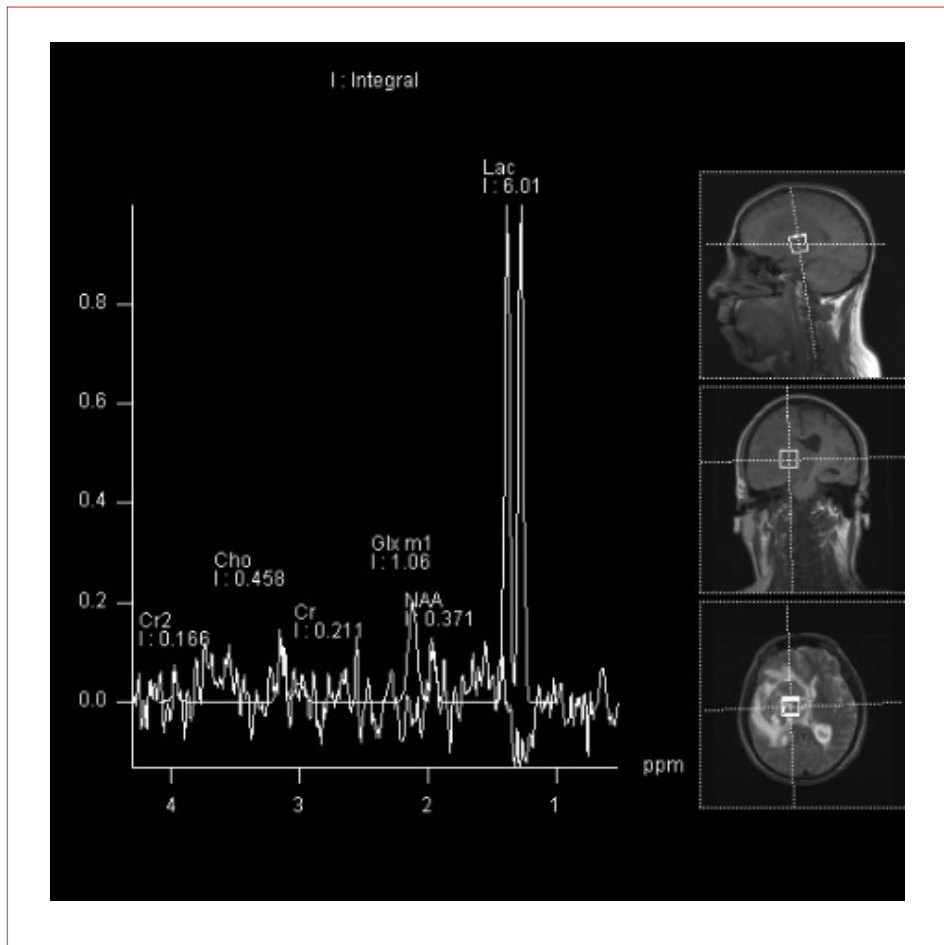 I : Integral
Lac
I : 6.01
0.8
0.6
0.4
Glx m1
I : 1.06
Cho
I : 0.458
0.2
NAA
I : 0.371
Cr
I : 0.211
Cr2
I : 0.166
0.0
ppm
4 3 2 1